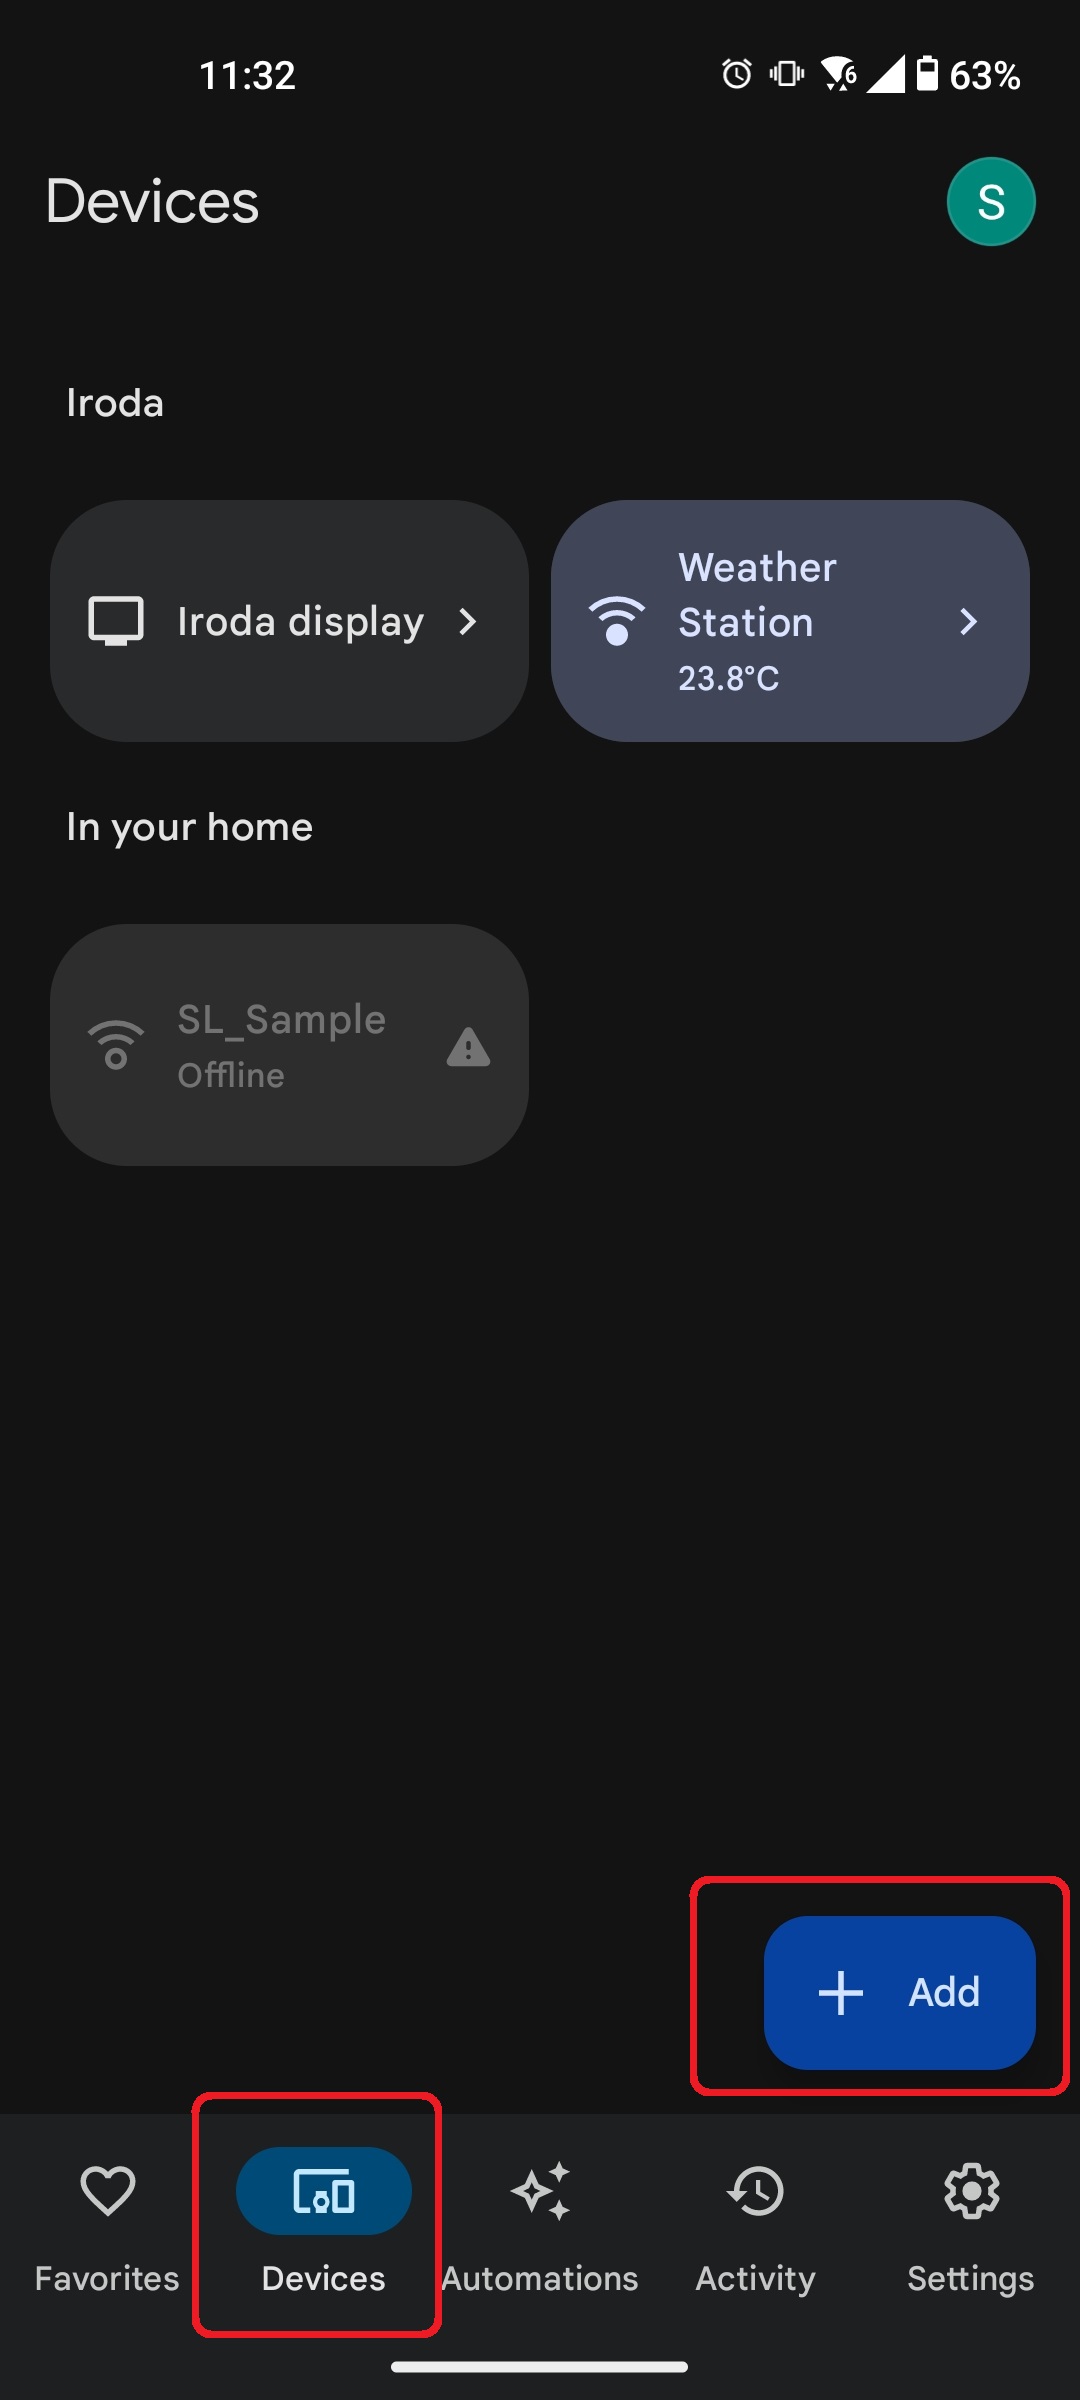 11:32
6
63%
Devices
S
Iroda
Iroda display
Weather
Station
23.8°C
In your home
SL_Sample
Offline
Add
Favorites
Devices
Automations
Activity
Settings